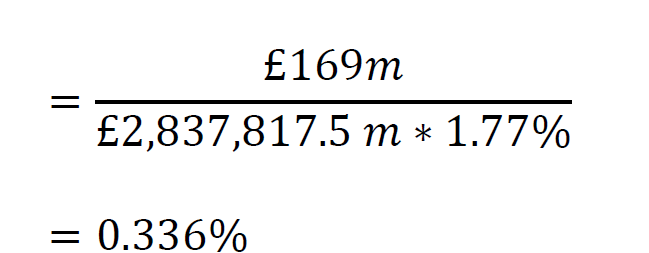 = £169m
£2,837,817.5 m * 1.77%
= 0.336%